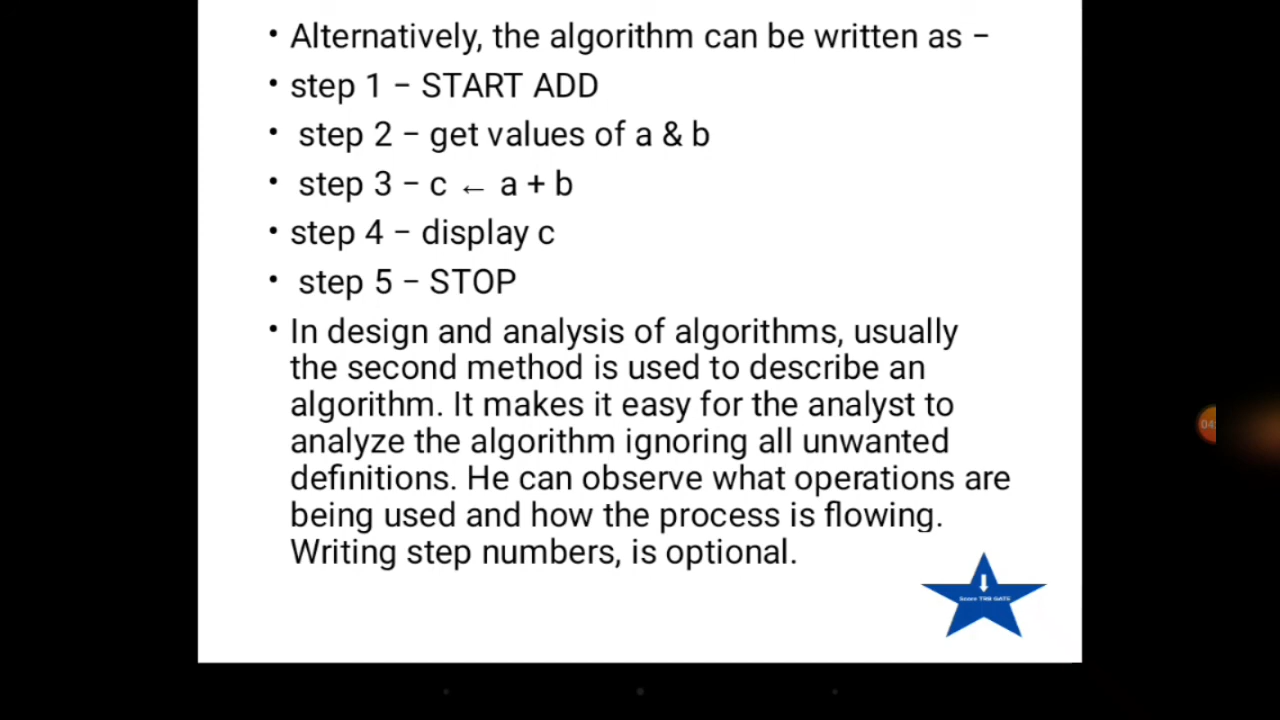 • Alternatively, the algorithm can be written as −
• step 1 − START ADD
• step 2 − get values of a & b
• step 3 − c ← a + b
• step 4 − display c
• step 5 − STOP
• In design and analysis of algorithms, usually
the second method is used to describe an
algorithm. It makes it easy for the analyst to
analyze the algorithm ignoring all unwanted
definitions. He can observe what operations are
being used and how the process is flowing.
Writing step numbers, is optional.
Score TRB GATE